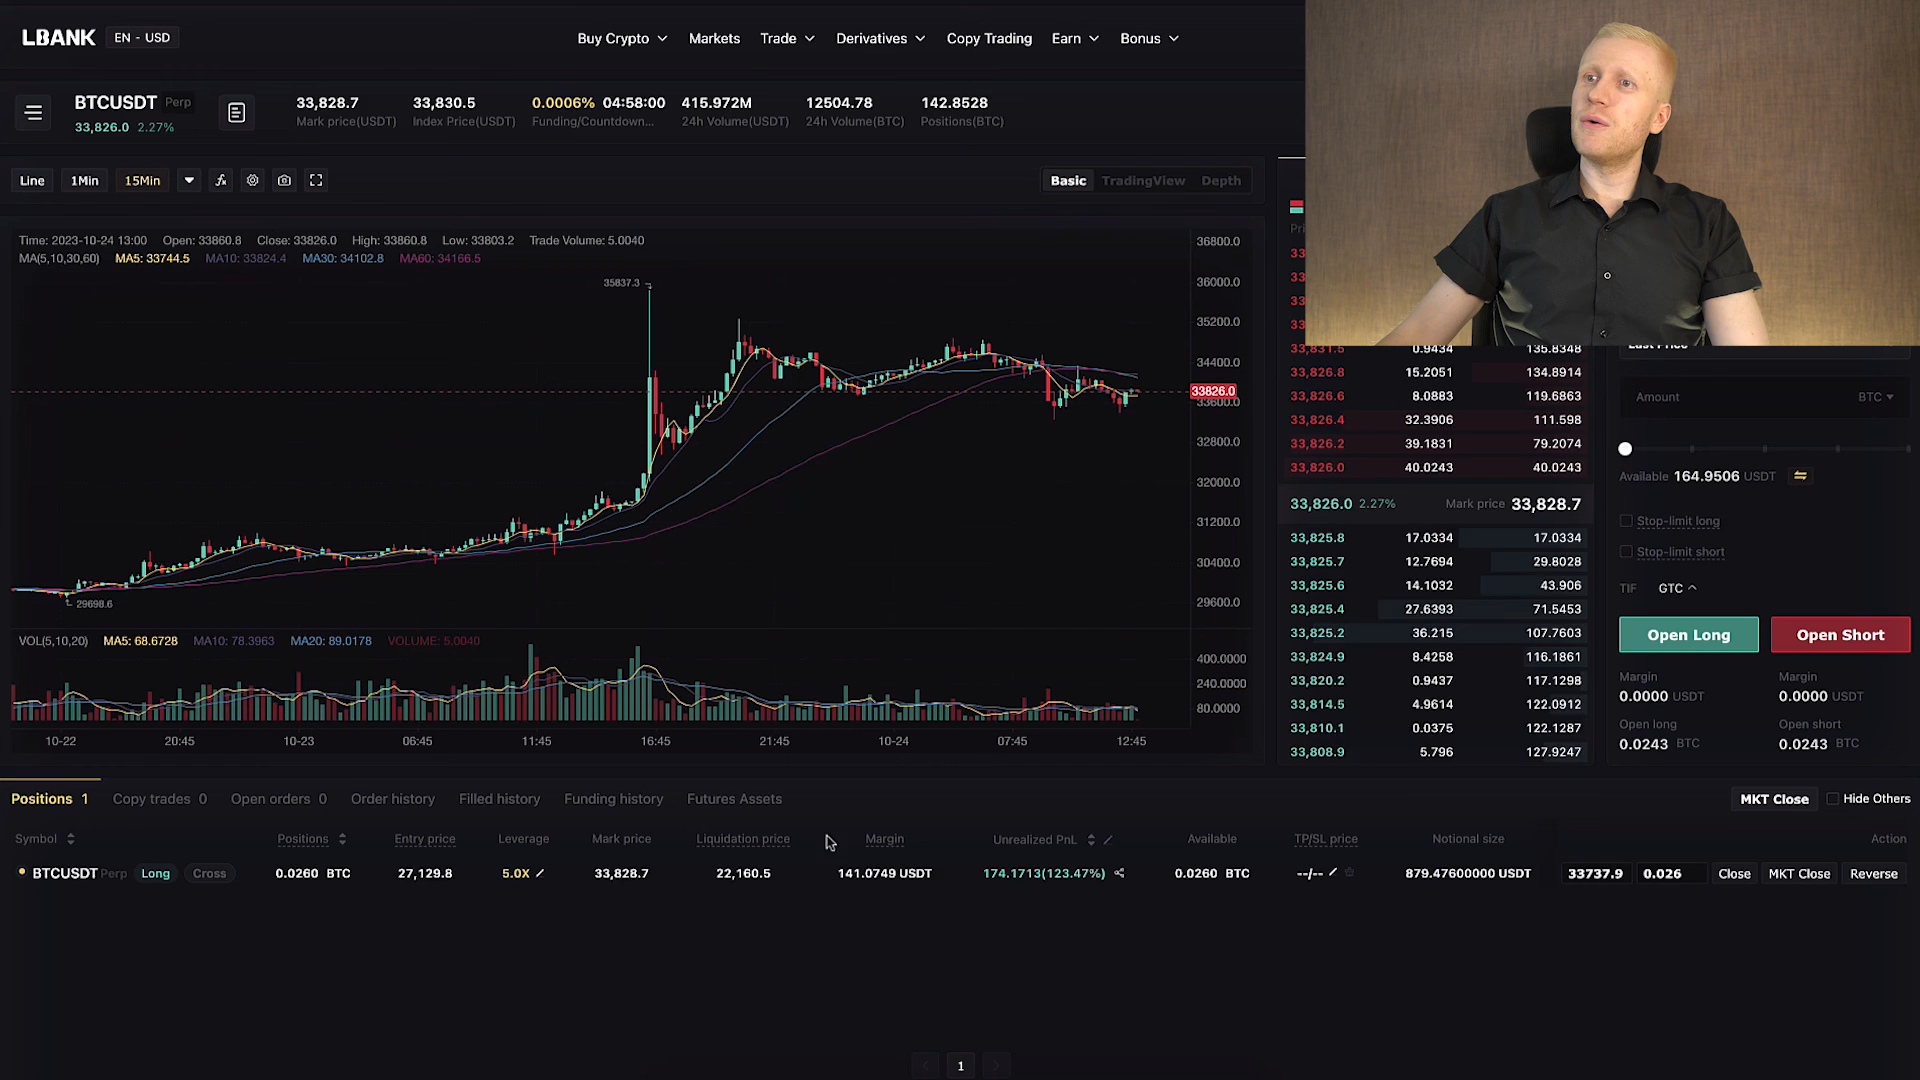 LBANK EN - USD Buy Crypto Markets Trade Derivatives Copy Trading Earn Bonus
BTCUSDT Perp 33,828.7 33,830.5 0.0006% 04:58:00 415.972M 12504.78 142.8528
33,826.0 2.27% Mark price(USDT) Index Price(USDT) Funding/Countdown... 24h Volume(USDT) 24h Volume(BTC) Positions(BTC)
Line 1Min 15Min Basic TradingView Depth
Time: 2023-10-24 13:00 Open: 33860.8 Close: 33826.0 High: 33860.8 Low: 33803.2 Trade Volume: 5.0040
MA(5,10,30,60) MA5: 33744.5 MA10: 33824.4 MA30: 34102.8 MA60: 34166.5
36800.0
36000.0
35200.0
34400.0
33826.0
33600.0
32800.0
32000.0
31200.0
30400.0
29600.0
35837.3
29698.6
VOL(5,10,20) MA5: 68.6728 MA10: 78.3963 MA20: 89.0178 VOLUME: 5.0040
400.0000
240.0000
80.0000
10-22 20:45 10-23 06:45 11:45 16:45 21:45 10-24 07:45 12:45
33,831.5 0.9434 135.8348
33,826.8 15.2051 134.8914
33,826.6 8.0883 119.6863
33,826.4 32.3906 111.598
33,826.2 39.1831 79.2074
33,826.0 40.0243 40.0243
33,826.0 2.27% Mark price 33,828.7
33,825.8 17.0334 17.0334
33,825.7 12.7694 29.8028
33,825.6 14.1032 43.906
33,825.4 27.6393 71.5453
33,825.2 36.215 107.7603
33,824.9 8.4258 116.1861
33,820.2 0.9437 117.1298
33,814.5 4.9614 122.0912
33,810.1 0.0375 122.1287
33,808.9 5.796 127.9247
Last Price
Amount BTC
Available 164.9506 USDT
Stop-limit long
Stop-limit short
TIF GTC
Open Long Open Short
Margin Margin
0.0000 USDT 0.0000 USDT
Open long Open short
0.0243 BTC 0.0243 BTC
Positions 1 Copy trades 0 Open orders 0 Order history Filled history Funding history Futures Assets MKT Close Hide Others
Symbol Positions Entry price Leverage Mark price Liquidation price Margin Unrealized PnL Available TP/SL price Notional size Action
BTCUSDT Perp Long Cross 0.0260 BTC 27,129.8 5.0X 33,828.7 22,160.5 141.0749 USDT 174.1713(123.47%) 0.0260 BTC --/-- 879.47600000 USDT 33737.9 0.026 Close MKT Close Reverse
1